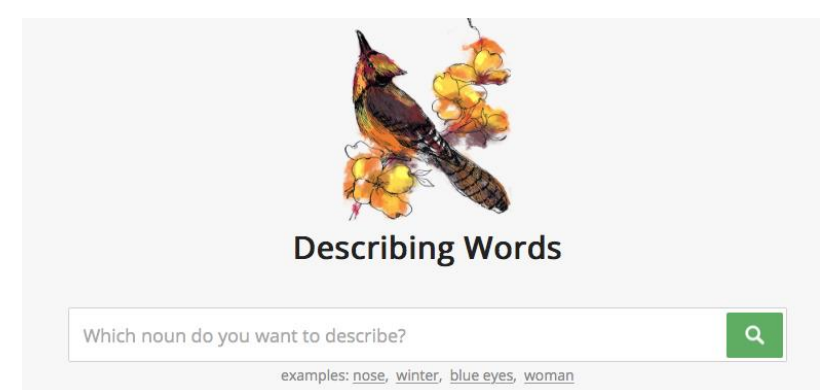 Describing Words
Which noun do you want to describe?
examples: nose, winter, blue eyes, woman